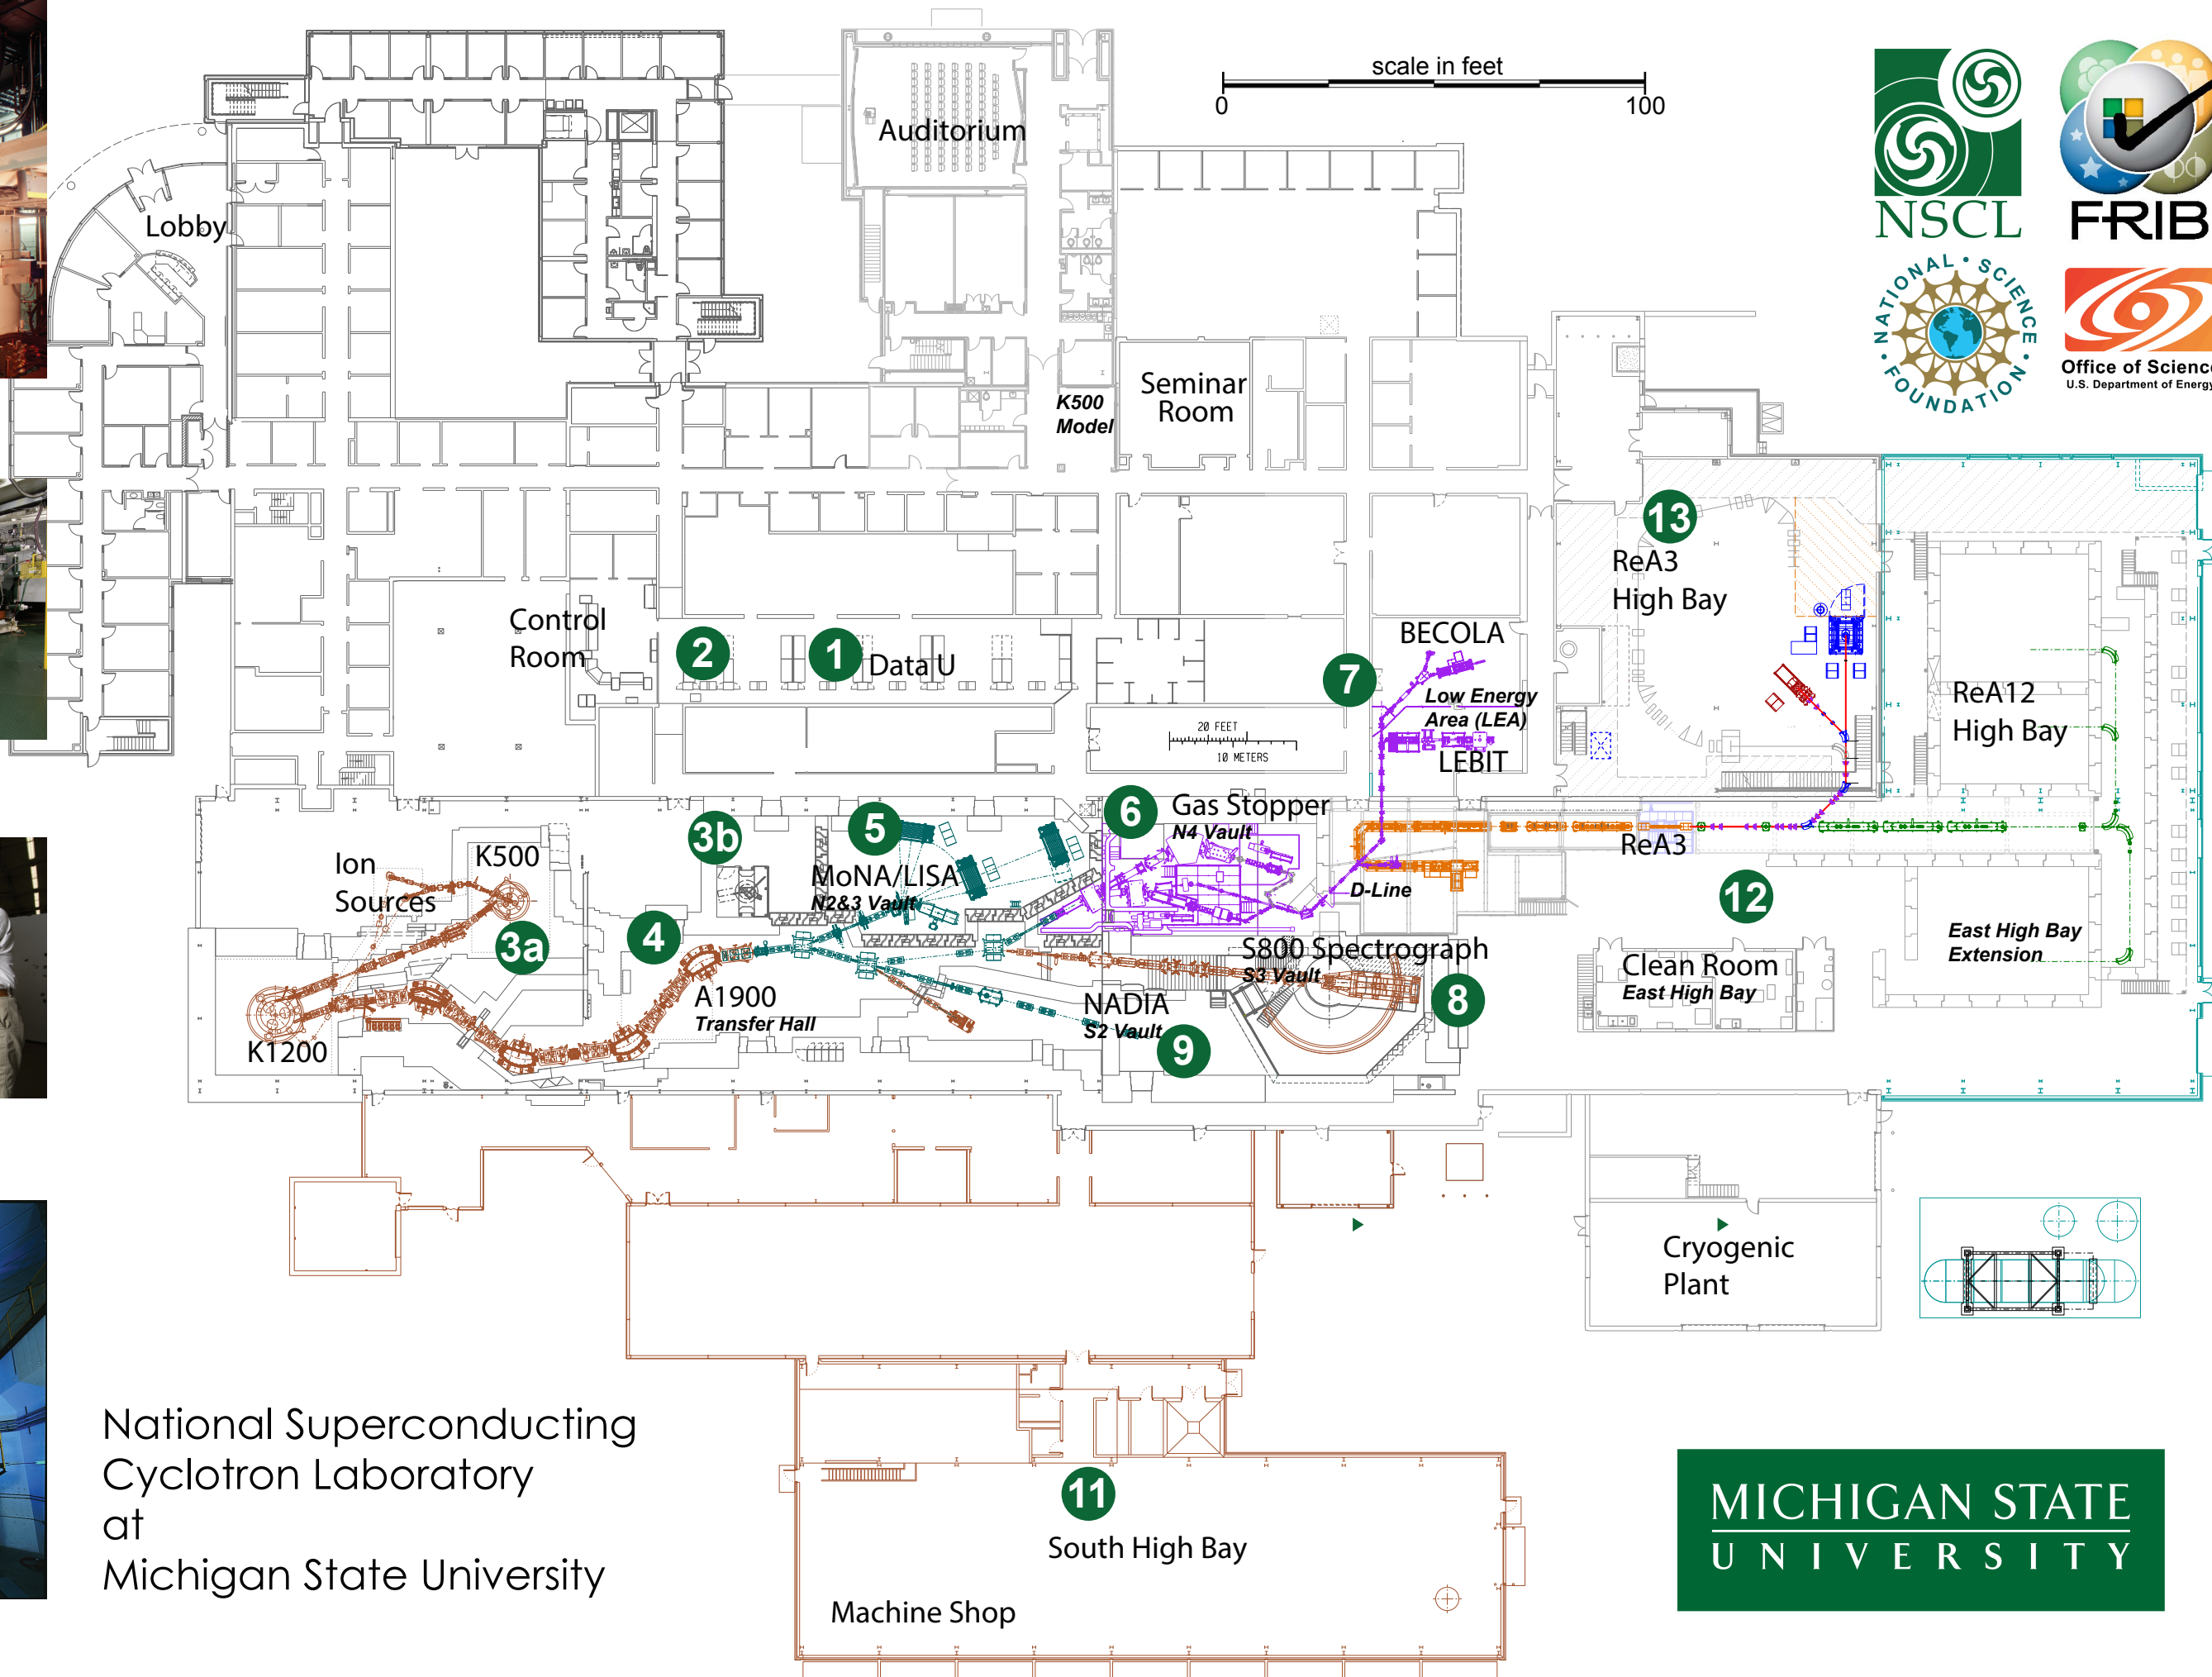 scale in feet
0
100
NSCL
FRIB
NATIONAL • SCIENCE • FOUNDATION •
Office of Science
U.S. Department of Energy
Auditorium
Lobby
K500
Model
Seminar
Room
13
ReA3
High Bay
Control
Room
2
1
Data U
7
BECOLA
Low Energy
Area (LEA)
LEBIT
20 FEET
10 METERS
ReA12
High Bay
6
Gas Stopper
N4 Vault
5
3b
MoNA/LISA
N2&3 Vault
K500
Ion
Sources
3a
4
D-Line
ReA3
12
East High Bay
Extension
S800 Spectrograph
S3 Vault
8
Clean Room
East High Bay
A1900
Transfer Hall
NADIA
S2 Vault
9
K1200
Cryogenic
Plant
National Superconducting
Cyclotron Laboratory
at
Michigan State University
11
South High Bay
Machine Shop
MICHIGAN STATE
UNIVERSITY